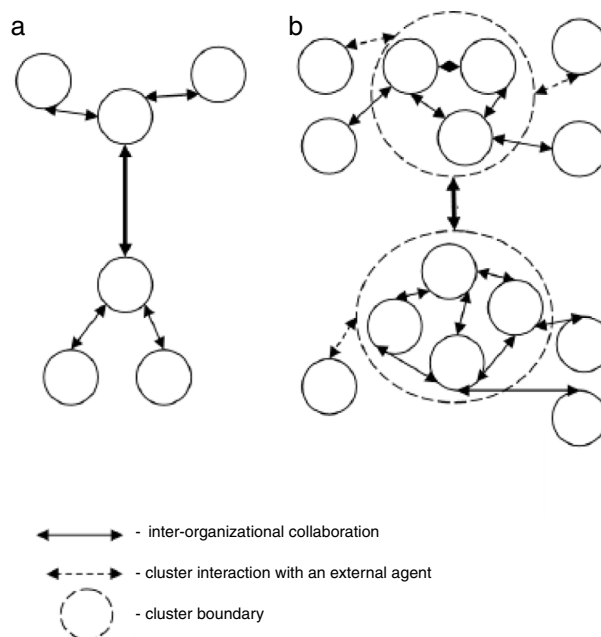 a
b
- inter-organizational collaboration
- cluster interaction with an external agent
- cluster boundary